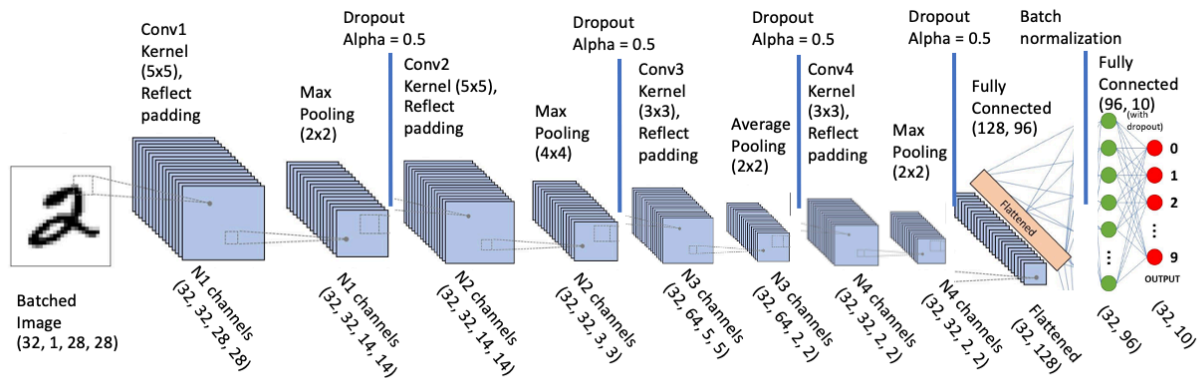 Conv1
Kernel
(5x5),
Reflect
padding
Max
Pooling
(2x2)
Dropout
Alpha = 0.5
Conv2
Kernel (5x5),
Reflect
padding
Max
Pooling
(4x4)
Dropout
Alpha = 0.5
Conv3
Kernel
(3x3),
Reflect
padding
Average
Pooling
(2x2)
Dropout
Alpha = 0.5
Conv4
Kernel
(3x3),
Reflect
padding
Max
Pooling
(2x2)
Dropout
Alpha = 0.5
Fully
Connected
(128, 96)
Flattened
Batch
normalization
Fully
Connected
(96, 10)
(with
dropout)
0
1
2
⋮
9
OUTPUT
2
Batched
Image
(32, 1, 28, 28)
N1 channels
(32, 32, 28, 28)
N1 channels
(32, 32, 14, 14)
N2 channels
(32, 32, 14, 14)
N2 channels
(32, 32, 3, 3)
N3 channels
(32, 64, 5, 5)
N3 channels
(32, 64, 2, 2)
N4 channels
(32, 32, 2, 2)
N4 channels
(32, 32, 2, 2)
Flattened
(32, 128)
(32, 96)
(32, 10)